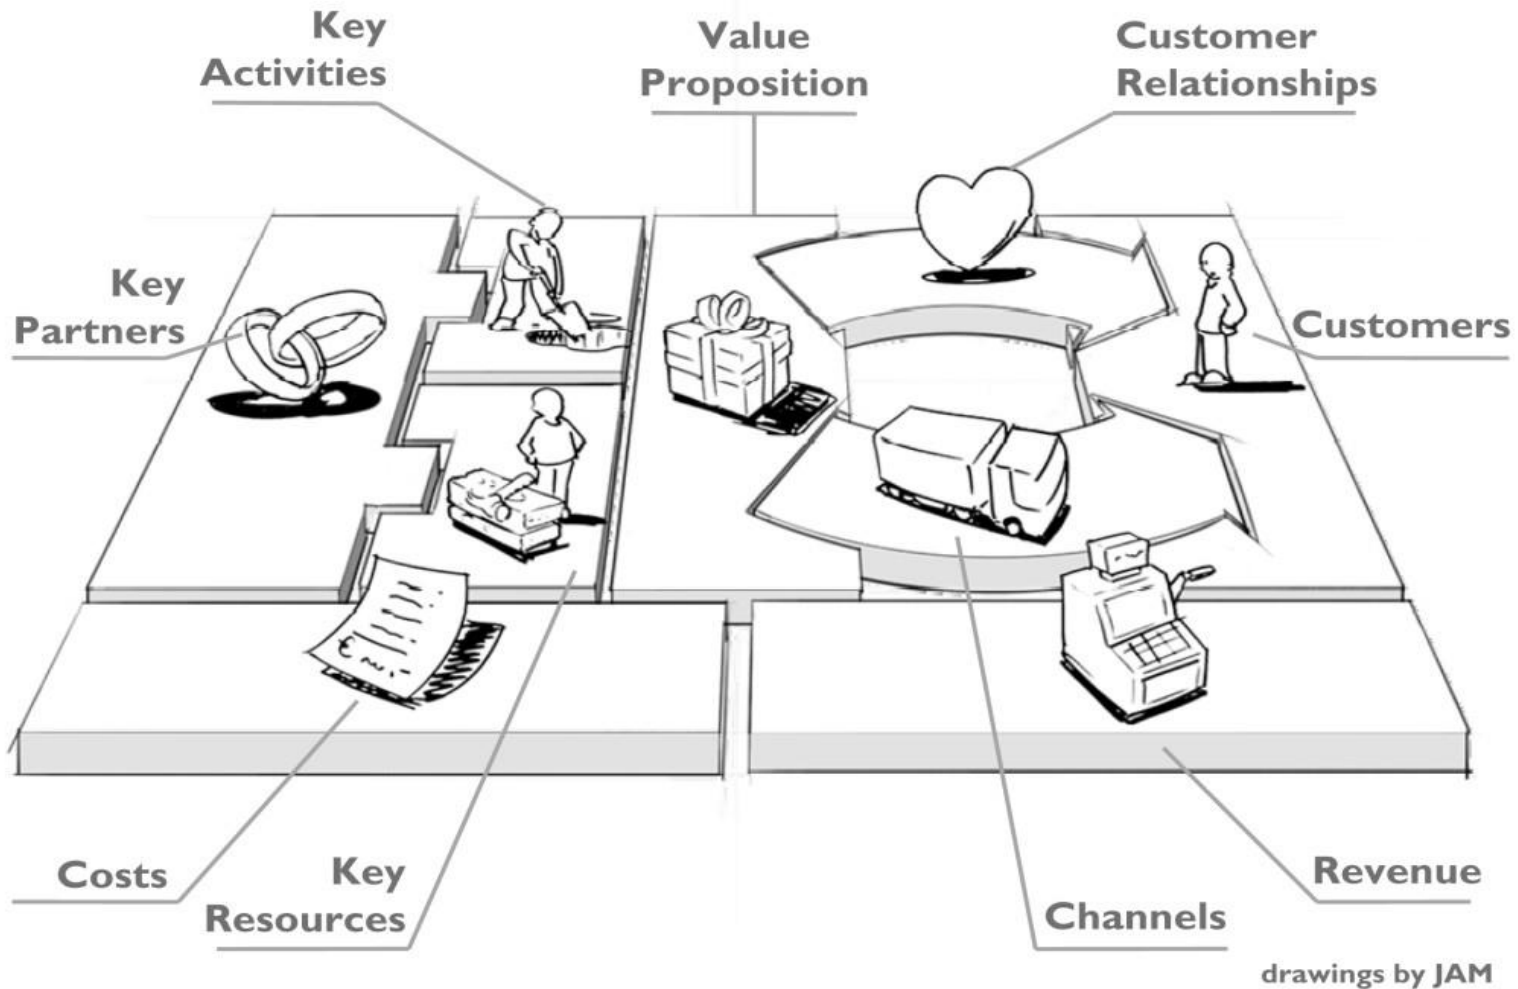 Key
Activities
Value
Proposition
Customer
Relationships
Key
Partners
Customers
Costs
Key
Resources
Channels
Revenue
drawings by JAM